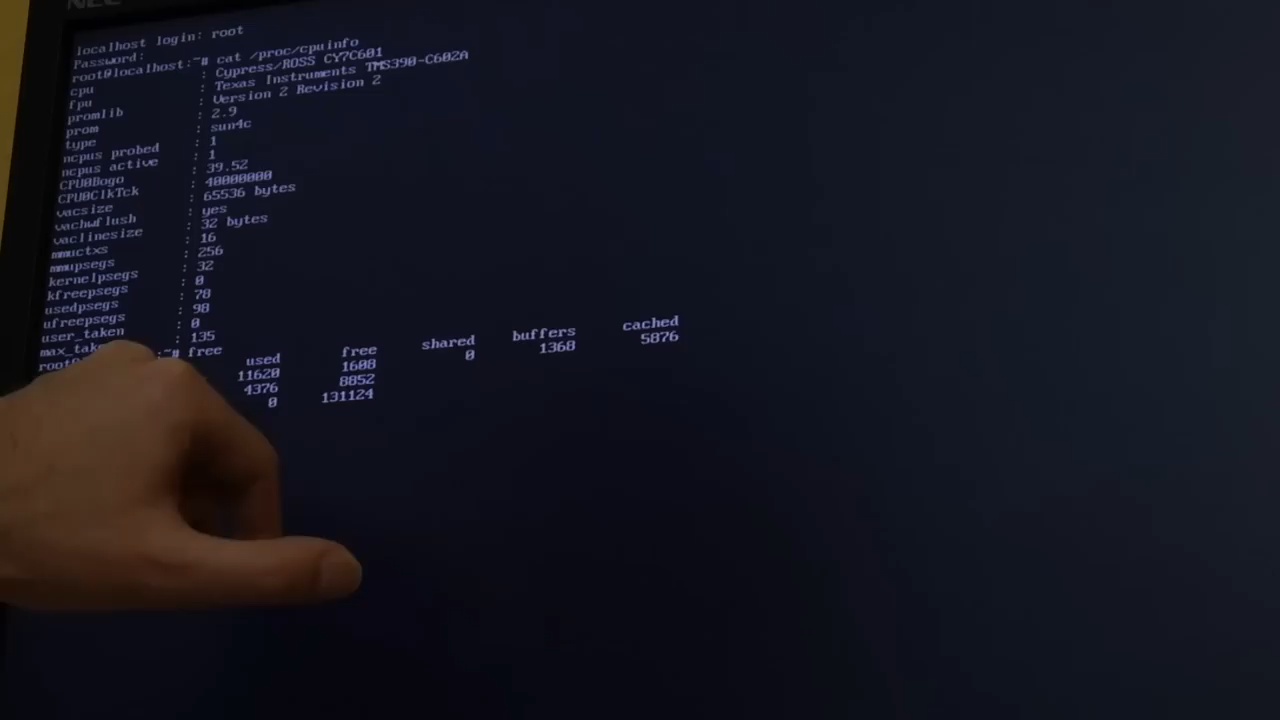 NEC
localhost login: root
Password:
root@localhost:~# cat /proc/cpuinfo
cpu : Cypress/ROSS CY7C601
fpu : Texas Instruments TMS390-C602A
promlib : Version 2 Revision 2
prom : 2.9
type : sun4c
ncpus probed : 1
ncpus active : 1
CPU0Bogo : 39.52
CPU0ClkTck : 40000000
vacsize : 65536 bytes
vachwflush : yes
vaclinesize : 32 bytes
mmuctxs : 16
mmupsegs : 256
kernelpsegs : 32
kfreepsegs : 0
usedpsegs : 78
ufreepsegs : 98
user_taken : 0
max_taken : 135
:~# free
used free shared buffers cached
11620 1608 0 1368 5876
4376 8852
0 131124